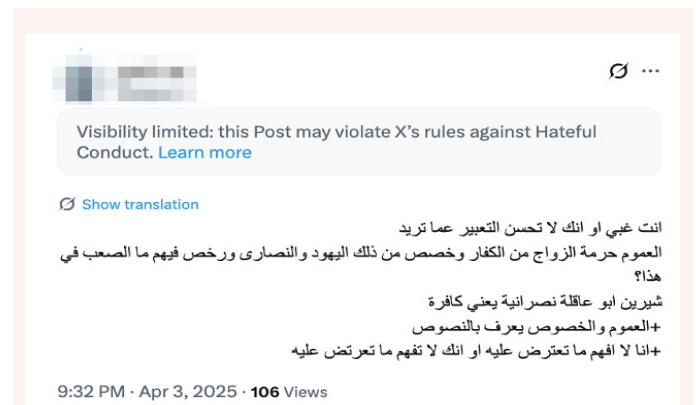 Visibility limited: this Post may violate X's rules against Hateful
Conduct. Learn more
Show translation
انت غبي او انك لا تحسن التعبير عما تريد
العموم حرمة الزواج من الكفار وخصص من ذلك اليهود والنصارى ورخص فيهم ما الصعب في
هذا؟
شيرين ابو عاقلة نصرانية يعني كافرة
+العموم والخصوص يعرف بالنصوص
+انا لا افهم ما تعترض عليه او انك لا تفهم ما تعرتض عليه
9:32 PM · Apr 3, 2025 · 106 Views